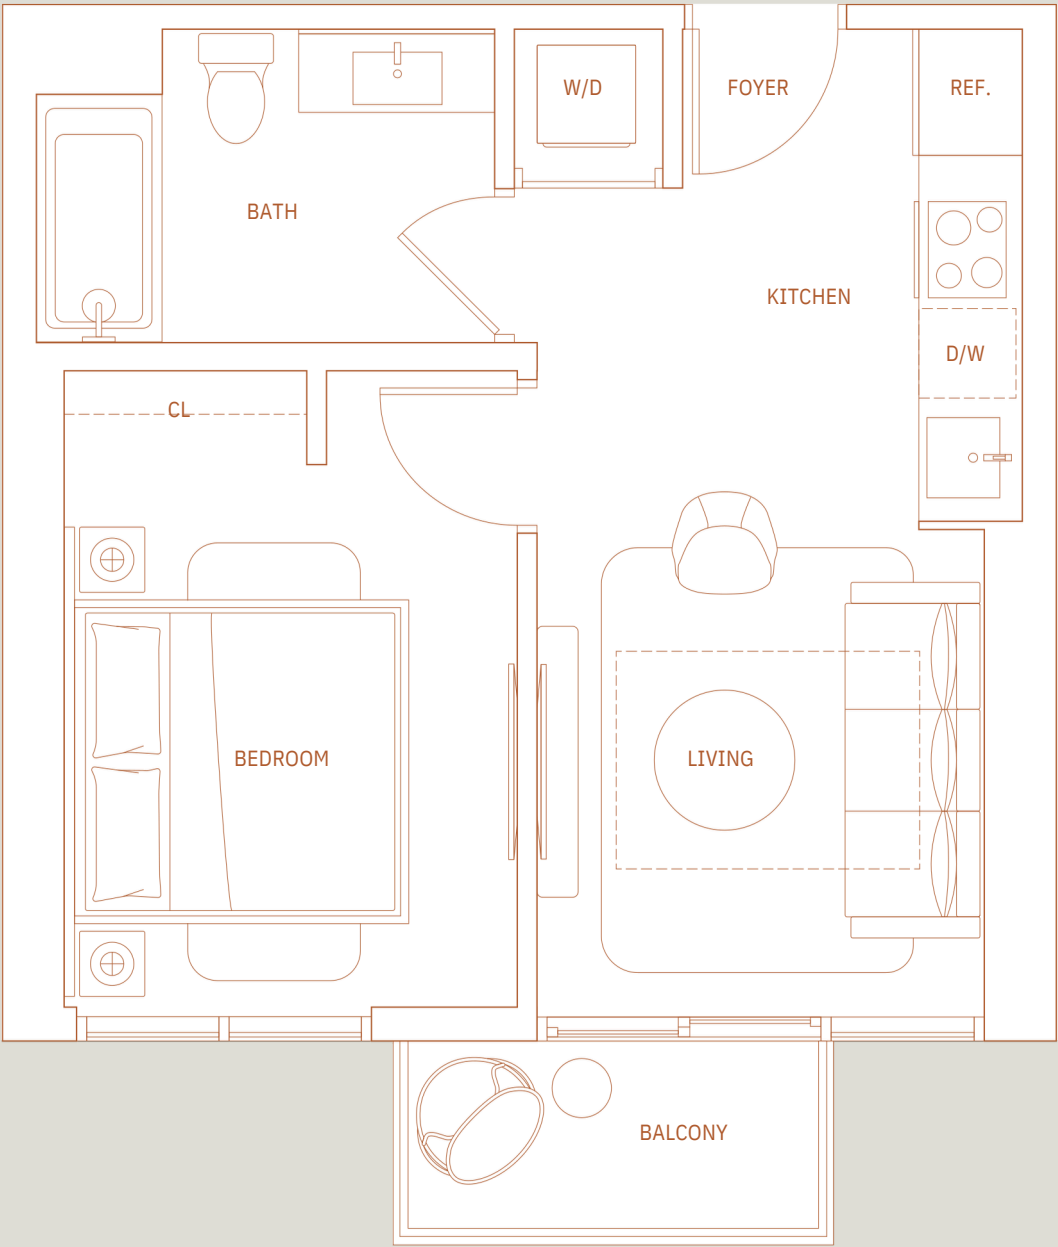 W/D
FOYER
REF.
BATH
KITCHEN
D/W
CL
BEDROOM
LIVING
BALCONY